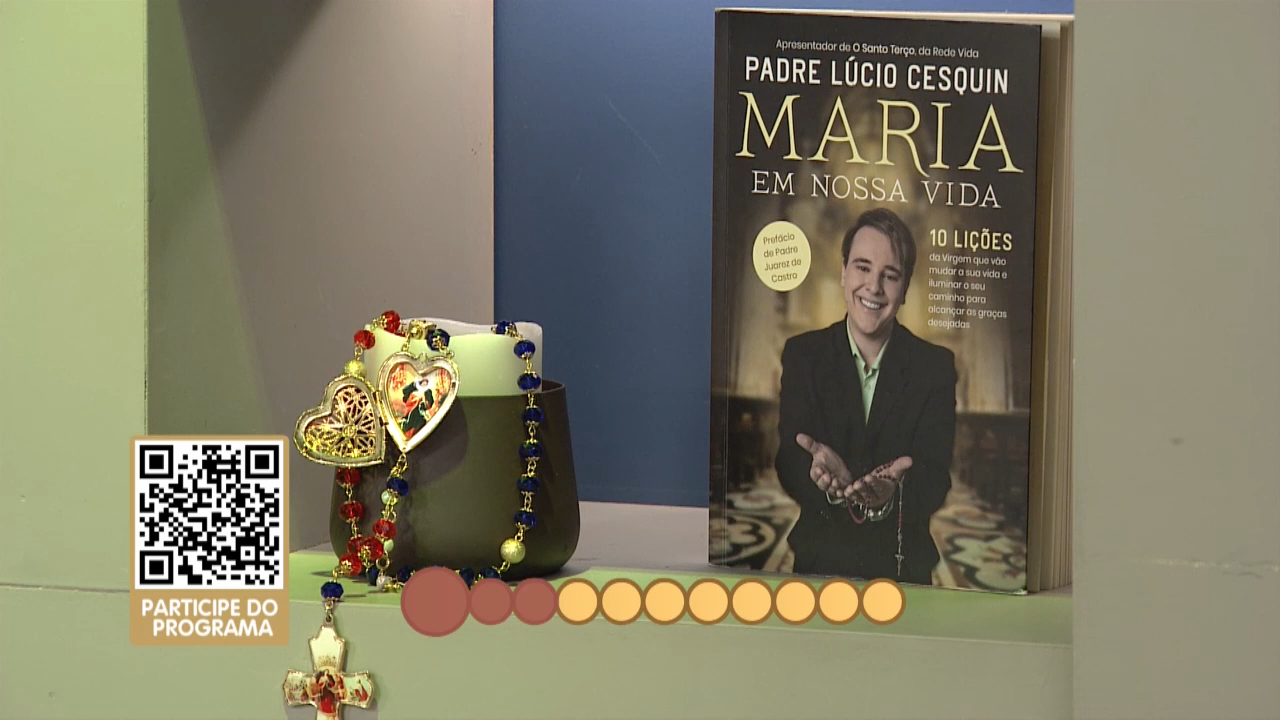 Apresentador de O Santo Terço, da Rede Vida
PADRE LÚCIO CESQUIN
MARIA
EM NOSSA VIDA
Prefácio
de Padre
Juarez de
Castro
10 LIÇÕES
da Virgem que vão
mudar a sua vida e
iluminar o seu
caminho para
alcançar as graças
desejadas
PARTICIPE DO
PROGRAMA